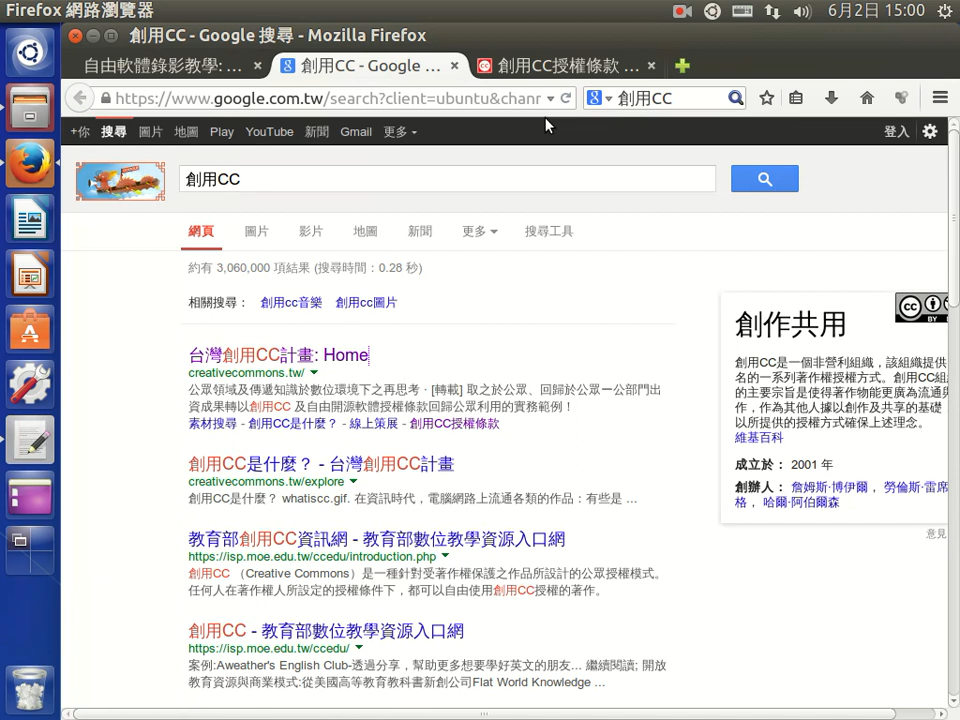 Firefox 網路瀏覽器
6月2日 15:00
創用CC - Google 搜尋 - Mozilla Firefox
自由軟體錄影教學: ...
創用CC - Google ...
創用CC授權條款 ...
https://www.google.com.tw/search?client=ubuntu&chanr
創用CC
+你 搜尋 圖片 地圖 Play YouTube 新聞 Gmail 更多
登入
創用CC
網頁 圖片 影片 地圖 新聞 更多 搜尋工具
約有 3,060,000 項結果 (搜尋時間：0.28 秒)
相關搜尋： 創用cc音樂 創用cc圖片
台灣創用CC計畫: Home
creativecommons.tw/
公眾領域及傳遞知識於數位環境下之再思考 - [轉載] 取之於公眾、回歸於公眾ー公部門出
資成果轉以創用CC 及自由開源軟體授權條款回歸公眾利用的實務範例！
素材搜尋 - 創用CC是什麼？ - 線上策展 - 創用CC授權條款
創用CC是什麼？ - 台灣創用CC計畫
creativecommons.tw/explore
創用CC是什麼？ whatiscc.gif. 在資訊時代，電腦網路上流通各類的作品：有些是 ...
教育部創用CC資訊網 - 教育部數位教學資源入口網
https://isp.moe.edu.tw/ccedu/introduction.php
創用CC （Creative Commons）是一種針對受著作權保護之作品所設計的公眾授權模式。
任何人在著作權人所設定的授權條件下，都可以自由使用創用CC授權的著作。
創用CC - 教育部數位教學資源入口網
https://isp.moe.edu.tw/ccedu/
案例:Aweather's English Club-透過分享，幫助更多想要學好英文的朋友... 繼續閱讀; 開放
教育資源與商業模式:從美國高等教育教科書新創公司Flat World Knowledge ...
創作共用
CC BY
創用CC是一個非營利組織，該組織提供
名的一系列著作權授權方式。創用CC組
的主要宗旨是使得著作物能更廣為流通與
作，作為其他人據以創作及共享的基礎
以所提供的授權方式確保上述理念。
維基百科
成立於： 2001 年
創辦人： 詹姆斯·博伊爾， 勞倫斯·雷席
格， 哈爾·阿伯爾森
意見